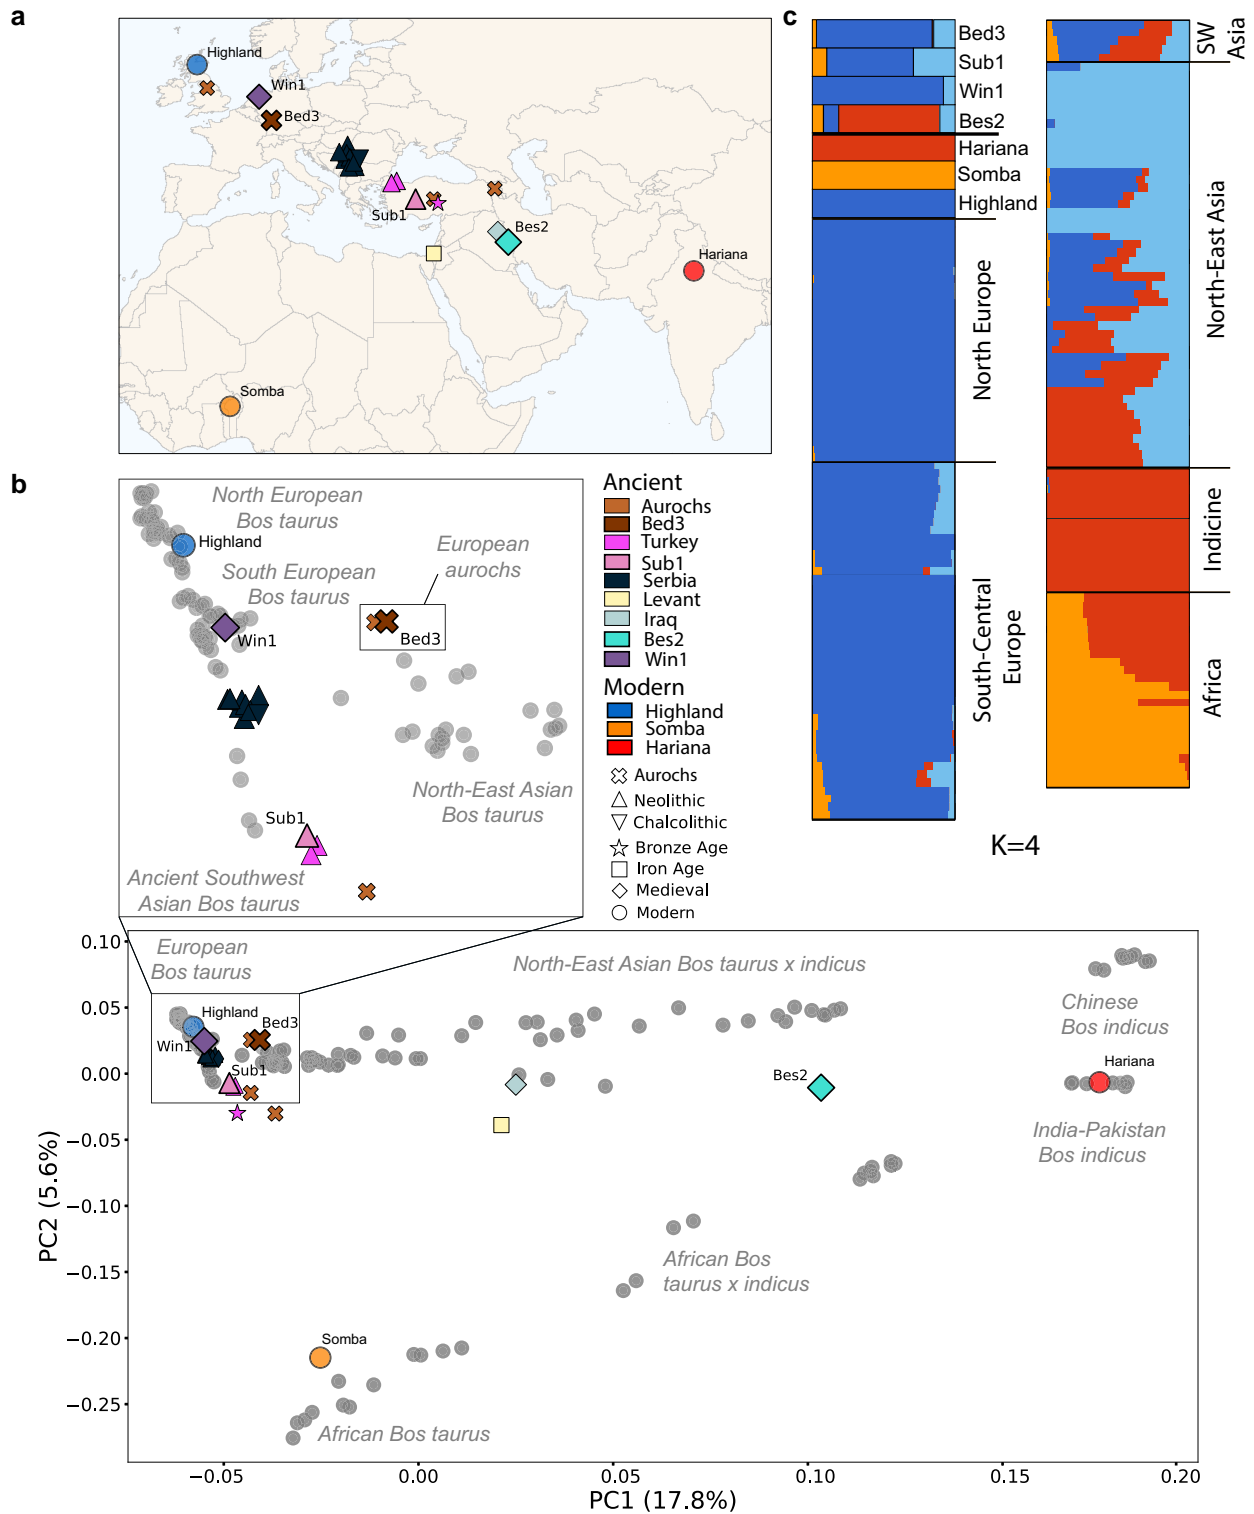 a
Highland
Win1
Bed3
Sub1
Bes2
Hariana
Somba
b
North European
Bos taurus
Highland
South European
Bos taurus
European
aurochs
Win1
Bed3
North-East Asian
Bos taurus
Sub1
Ancient Southwest
Asian Bos taurus
Ancient
Aurochs
Bed3
Turkey
Sub1
Serbia
Levant
Iraq
Bes2
Win1
Modern
Highland
Somba
Hariana
Aurochs
Neolithic
Chalcolithic
Bronze Age
Iron Age
Medieval
Modern
European
Bos taurus
North-East Asian Bos taurus x indicus
Highland
Bed3
Win1
Sub1
Chinese
Bos indicus
Hariana
Bes2
India-Pakistan
Bos indicus
African Bos
taurus x indicus
Somba
African Bos taurus
0.10
0.05
0.00
−0.05
−0.10
−0.15
−0.20
−0.25
PC2 (5.6%)
−0.05
0.00
0.05
0.10
0.15
0.20
PC1 (17.8%)
c
Bed3
Sub1
Win1
Bes2
Hariana
Somba
Highland
North Europe
South-Central
Europe
SW
Asia
North-East Asia
Indicine
Africa
K=4